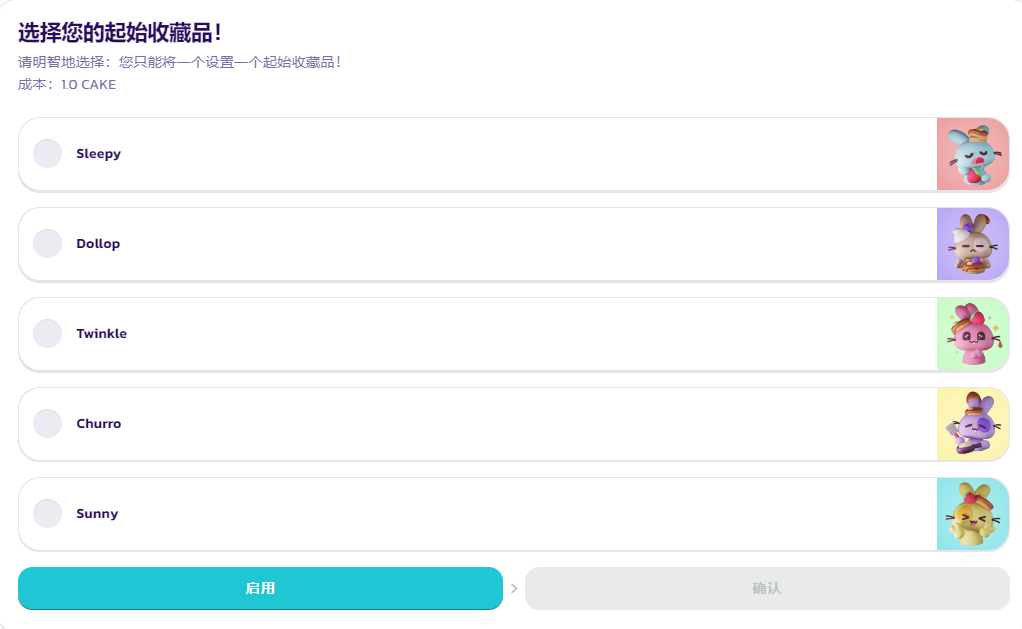 选择您的起始收藏品！
请明智地选择：您只能将一个设置一个起始收藏品！
成本：1.0 CAKE
Sleepy
Dollop
Twinkle
Churro
Sunny
启用
确认